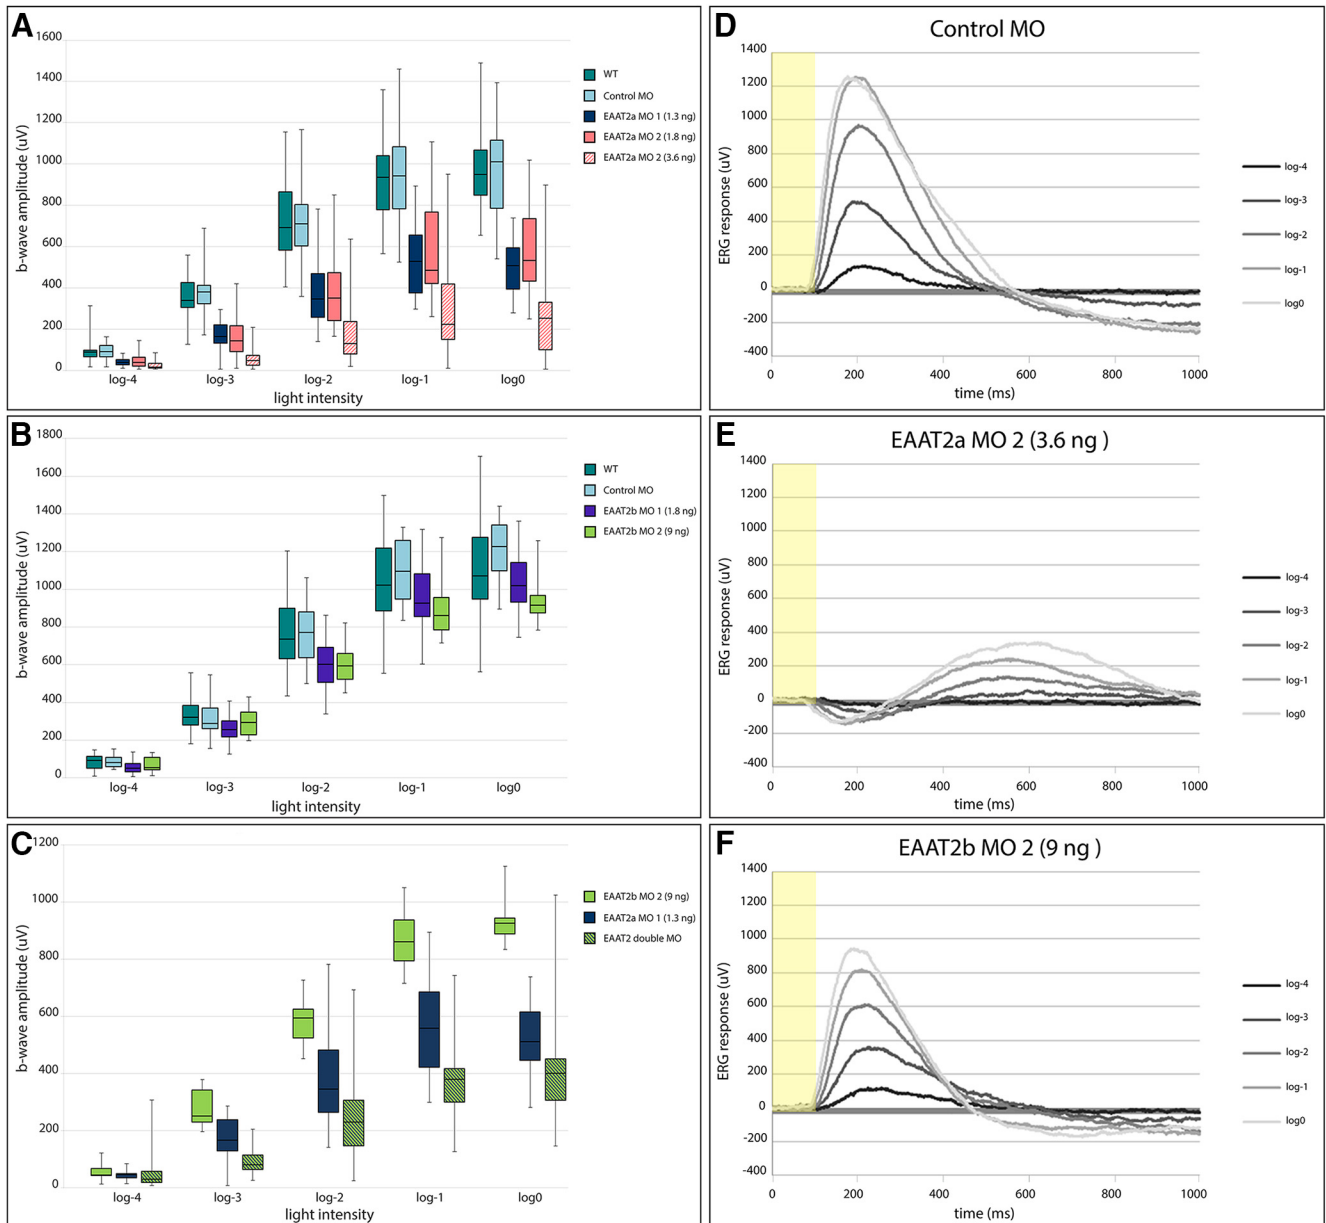 A
1600
1400
1200
1000
800
600
400
200
0
b-wave amplitude (uV)
log-4 log-3 log-2 log-1 log0
light intensity
WT
Control MO
EAAT2a MO 1 (1.3 ng)
EAAT2a MO 2 (1.8 ng)
EAAT2a MO 2 (3.6 ng)
D
Control MO
1400
1200
1000
800
600
400
200
0
-200
-400
ERG response (uV)
0 200 400 600 800 1000
time (ms)
log-4
log-3
log-2
log-1
log0
B
1800
1600
1400
1200
1000
800
600
400
200
0
b-wave amplitude (uV)
log-4 log-3 log-2 log-1 log0
light intensity
WT
Control MO
EAAT2b MO 1 (1.8 ng)
EAAT2b MO 2 (9 ng)
E
EAAT2a MO 2 (3.6 ng )
1400
1200
1000
800
600
400
200
0
-200
-400
ERG response (uV)
0 200 400 600 800 1000
time (ms)
log-4
log-3
log-2
log-1
log0
C
1200
1000
800
600
400
200
0
b-wave amplitude (uV)
log-4 log-3 log-2 log-1 log0
light intensity
EAAT2b MO 2 (9 ng)
EAAT2a MO 1 (1.3 ng)
EAAT2 double MO
F
EAAT2b MO 2 (9 ng )
1400
1200
1000
800
600
400
200
0
-200
-400
ERG response (uV)
0 200 400 600 800 1000
time (ms)
log-4
log-3
log-2
log-1
log0